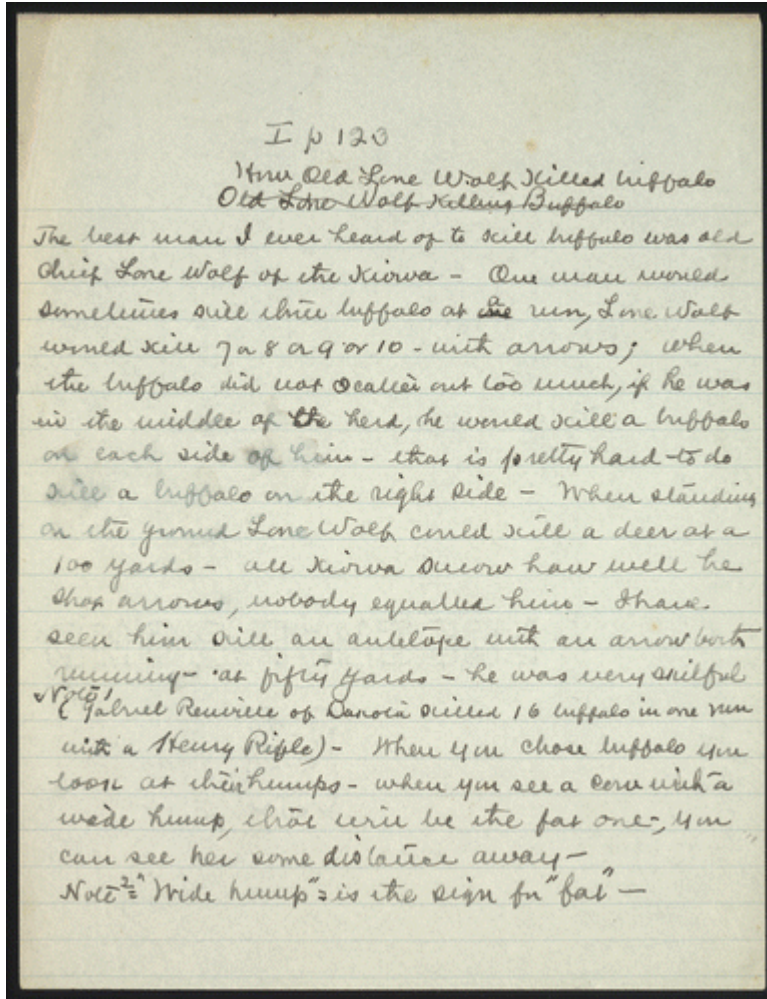 I p 123
How Old Lone Wolf Killed buffalo
Old Lone Wolf Killing Buffalo
The best man I ever heard of to kill buffalo was old
Chief Lone Wolf of the Kiowa - One man would
sometimes kill three buffalo at one run, Lone Wolf
would kill 7 or 8 or 9 or 10 - with arrows; when
the buffalo did not scatter out too much, if he was
in the middle of the herd, he would kill a buffalo
on each side of him - that is pretty hard to do
kill a buffalo on the right side - When standing
on the ground Lone Wolf could kill a deer at a
100 yards - all Kiowa know how well he
shot arrows, nobody equalled him - I have
seen him kill an antelope with an arrow both
running - at fifty yards - he was very skilful
Note 1
( Gabriel Renville of Dakota killed 16 buffalo in one run
with a Henry Rifle) - When you chose buffalo you
look at their humps - when you see a cow with a
wide hump, that will be the fat one -, you
can see her some distance away -
Note 2 = "Wide hump" = is the sign for "fat" -